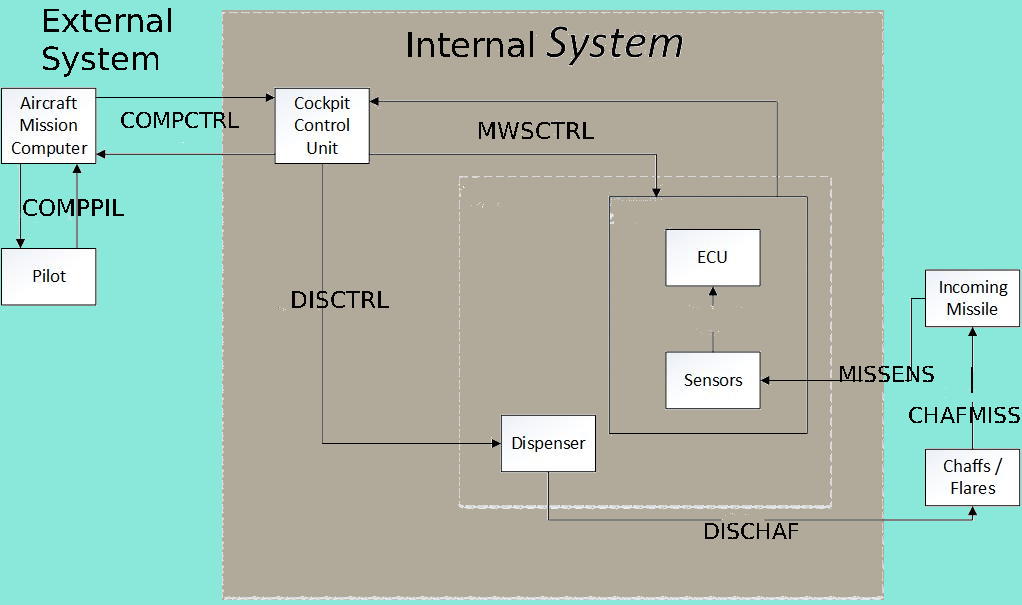 External
System
Internal System
Aircraft
Mission
Computer
COMPCTRL
Cockpit
Control
Unit
MWSCTRL
COMPPIL
Pilot
ECU
DISCTRL
Incoming
Missile
Sensors
MISSENS
CHAFMISS
Dispenser
Chaffs /
Flares
DISCHAF